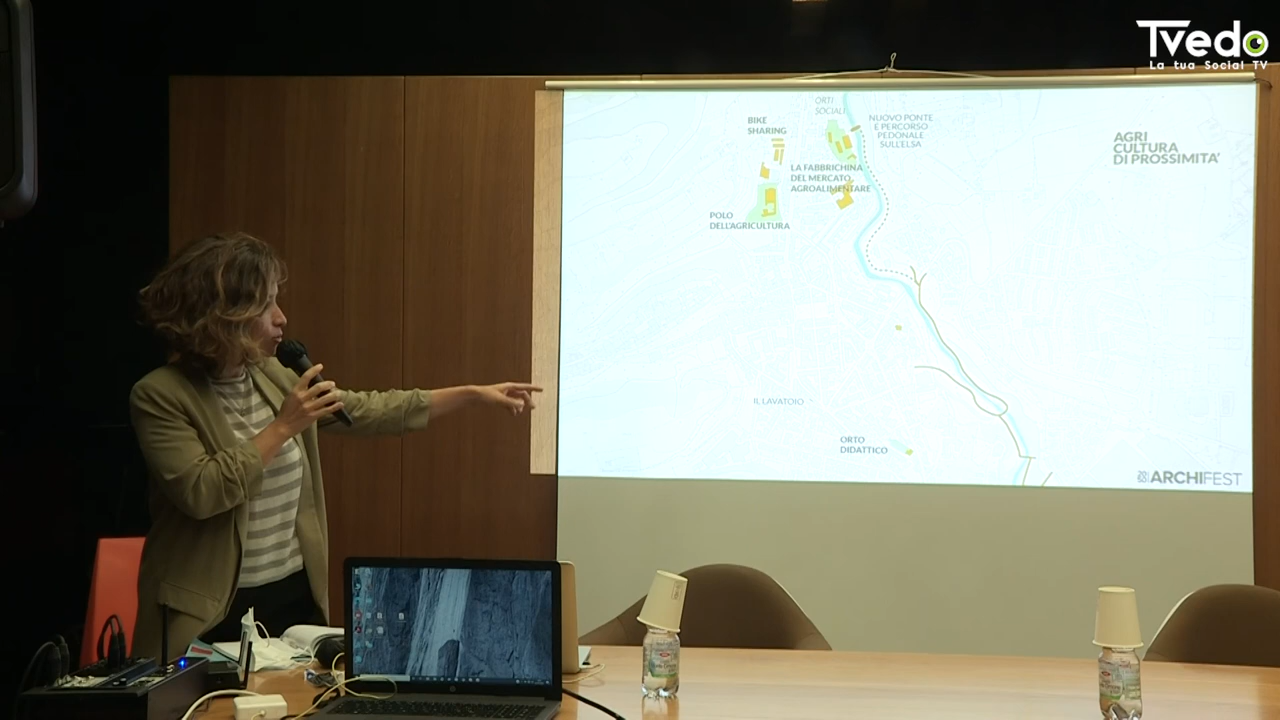 Tvedo
La tua Social TV
ORTI
SOCIALI
BIKE
SHARING
NUOVO PONTE
E PERCORSO
PEDONALE
SULL'ELSA
AGRI
CULTURA
DI PROSSIMITA'
LA FABBRICHINA
DEL MERCATO
AGROALIMENTARE
POLO
DELL'AGRICULTURA
IL LAVATOIO
ORTO
DIDATTICO
ARCHIFEST